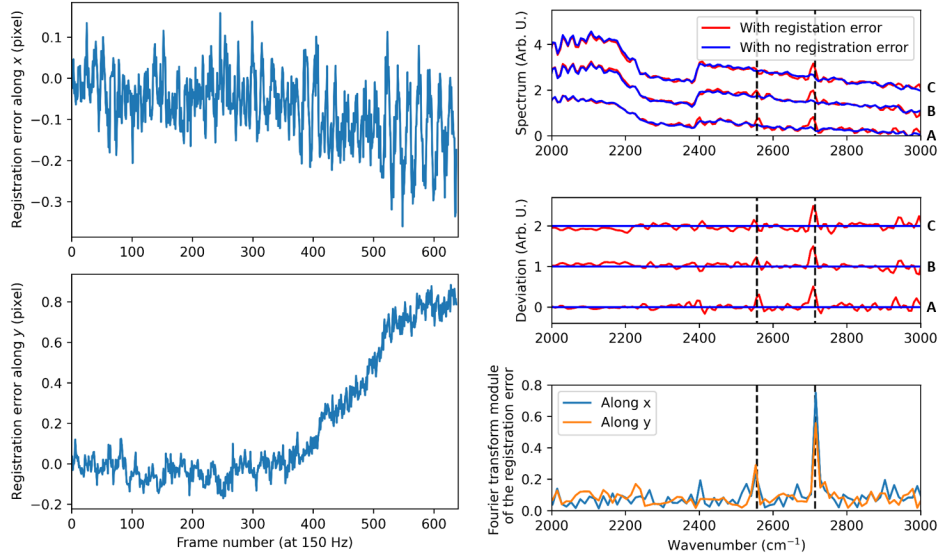 Registration error along x (pixel)
0.1
0.0
−0.1
−0.2
−0.3
0 100 200 300 400 500 600
Registration error along y (pixel)
0.8
0.6
0.4
0.2
0.0
−0.2
0 100 200 300 400 500 600
Frame number (at 150 Hz)
Spectrum (Arb. U.)
4
2
0
With registation error
With no registration error
C
B
A
2000 2200 2400 2600 2800 3000
Deviation (Arb. U.)
2
1
0
C
B
A
2000 2200 2400 2600 2800 3000
Fourier transform module
of the registration error
0.8
0.6
0.4
0.2
0.0
Along x
Along y
2000 2200 2400 2600 2800 3000
Wavenumber (cm⁻¹)